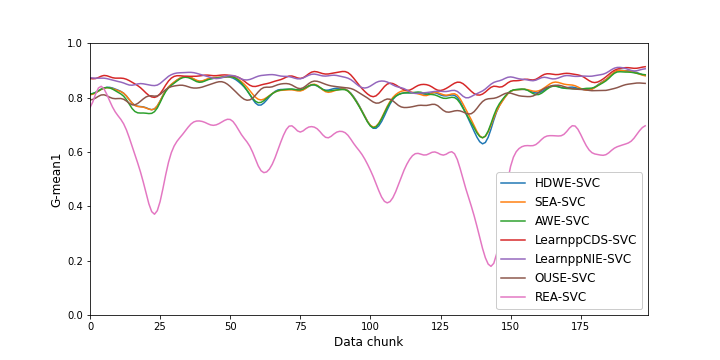 1.0
0.8
0.6
0.4
0.2
0.0
G-mean1
0 25 50 75 100 125 150 175
Data chunk
HDWE-SVC
SEA-SVC
AWE-SVC
LearnppCDS-SVC
LearnppNIE-SVC
OUSE-SVC
REA-SVC